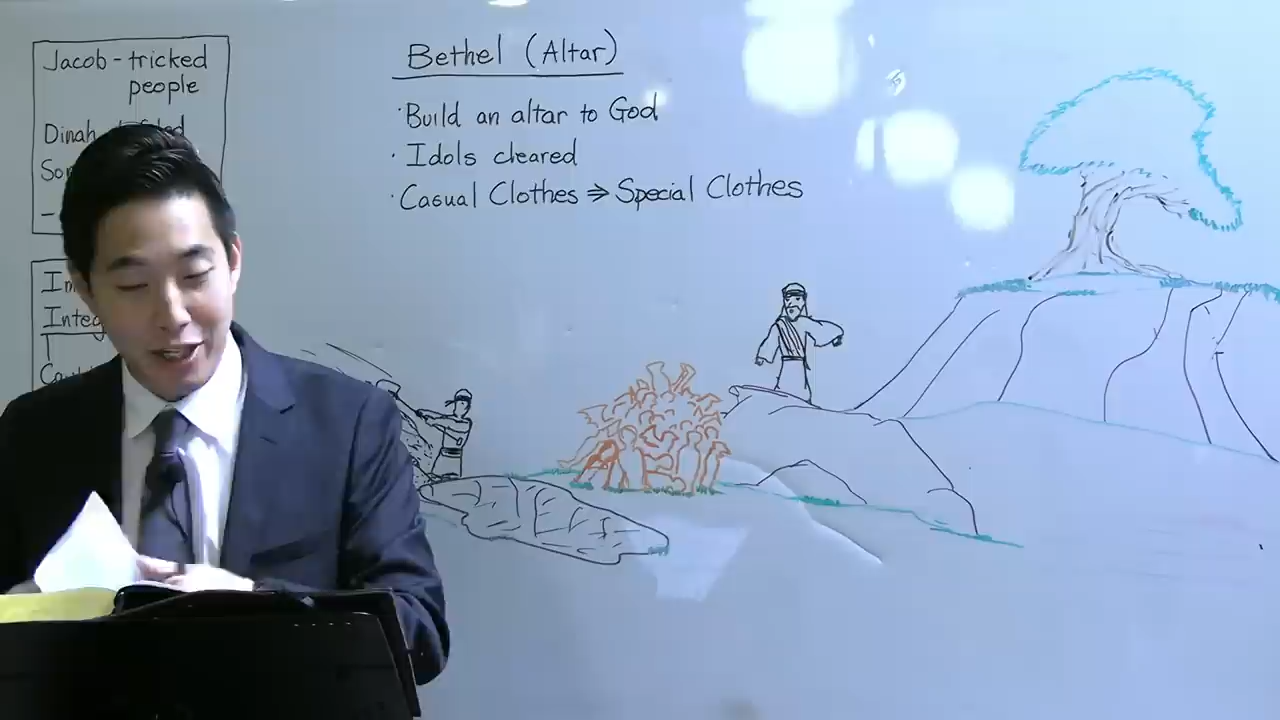 Jacob - tricked
people
Dinah
Bethel (Altar)
· Build an altar to God
· Idols cleared
· Casual Clothes ⇒ Special Clothes